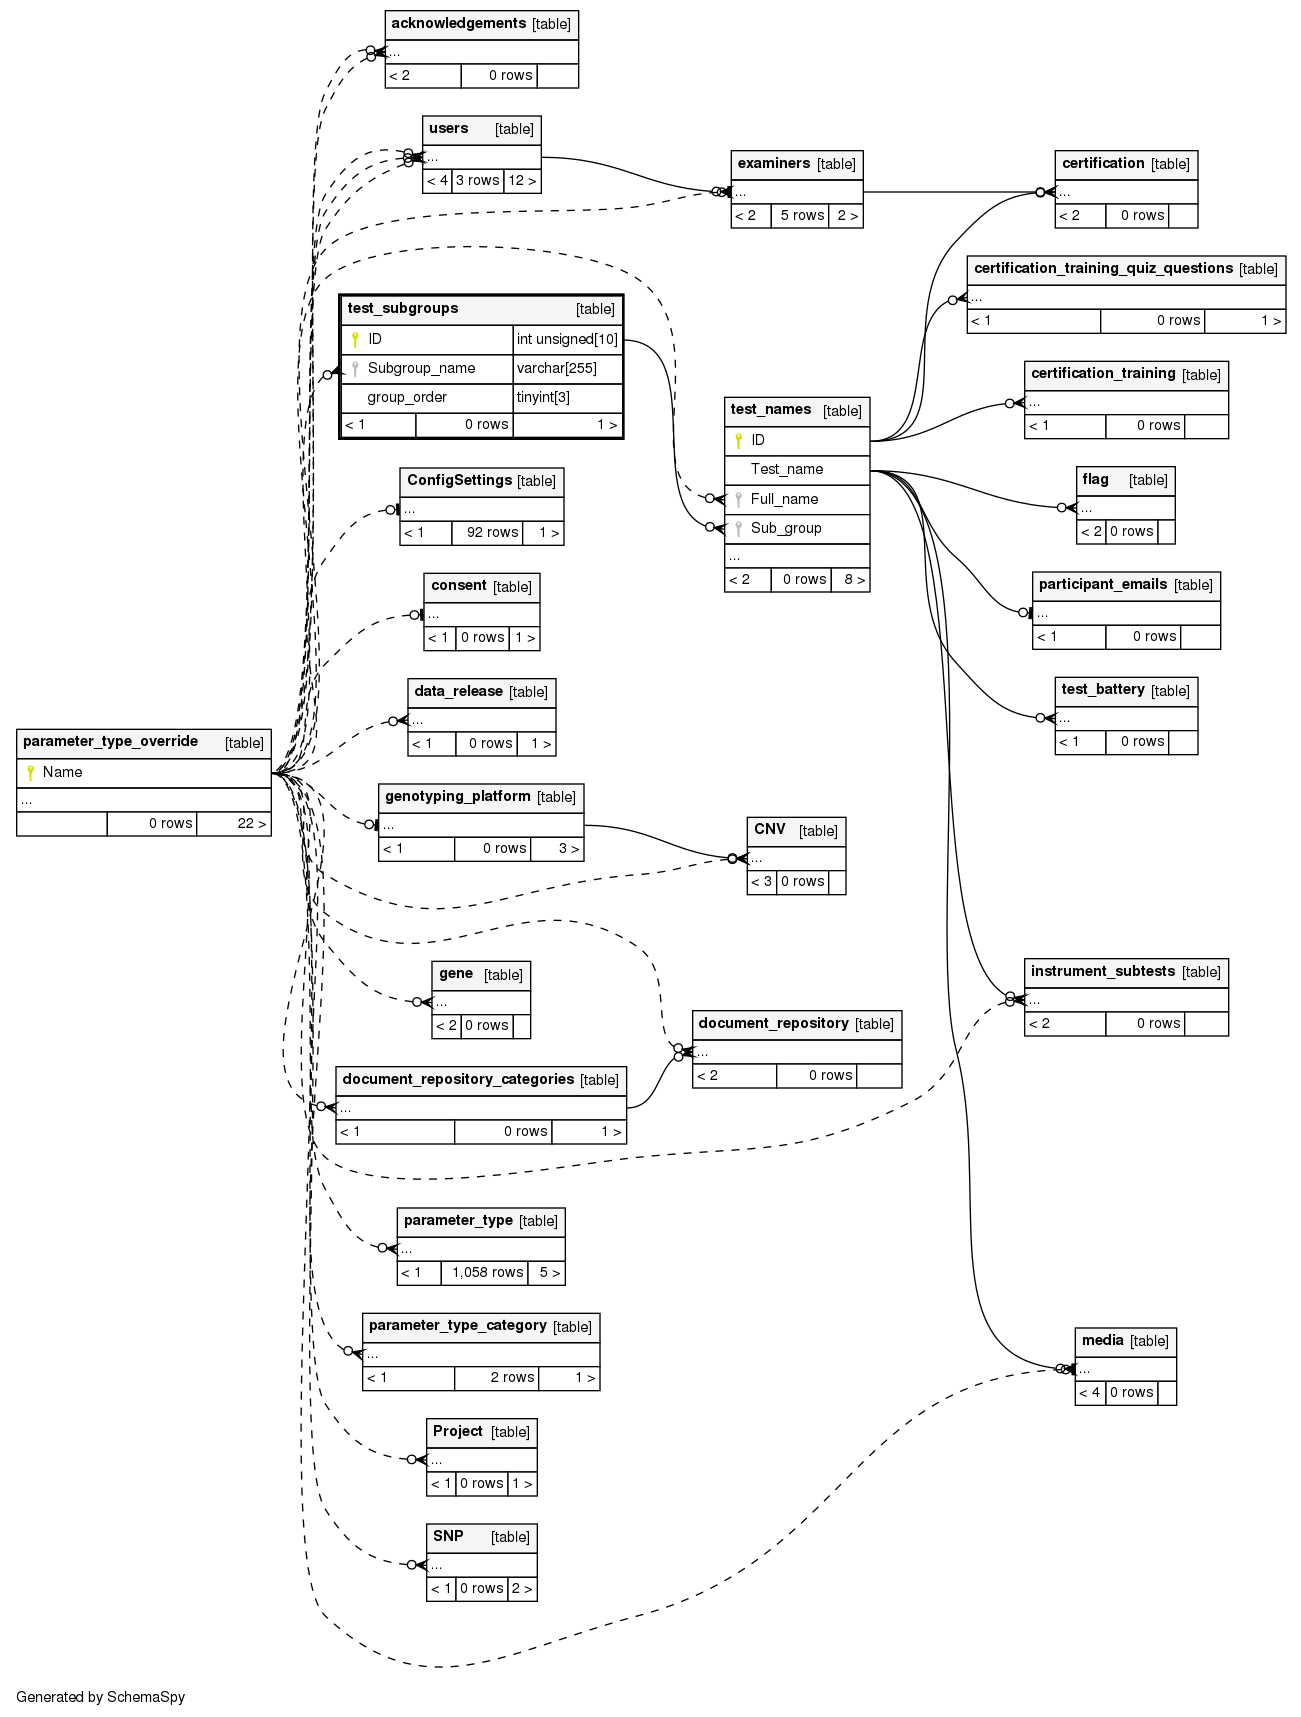 acknowledgements [table]
...
< 2 0 rows
users [table]
...
< 4 3 rows 12 >
examiners [table]
...
< 2 5 rows 2 >
certification [table]
...
< 2 0 rows
certification_training_quiz_questions [table]
...
< 1 0 rows 1 >
test_subgroups [table]
ID int unsigned[10]
Subgroup_name varchar[255]
group_order tinyint[3]
< 1 0 rows 1 >
certification_training [table]
...
< 1 0 rows
test_names [table]
ID
Test_name
Full_name
Sub_group
...
< 2 0 rows 8 >
ConfigSettings [table]
...
< 1 92 rows 1 >
flag [table]
...
< 2 0 rows
consent [table]
...
< 1 0 rows 1 >
participant_emails [table]
...
< 1 0 rows
data_release [table]
...
< 1 0 rows 1 >
test_battery [table]
...
< 1 0 rows
parameter_type_override [table]
Name
...
0 rows 22 >
genotyping_platform [table]
...
< 1 0 rows 3 >
CNV [table]
...
< 3 0 rows
gene [table]
...
< 2 0 rows
instrument_subtests [table]
...
< 2 0 rows
document_repository [table]
...
< 2 0 rows
document_repository_categories [table]
...
< 1 0 rows 1 >
parameter_type [table]
...
< 1 1,058 rows 5 >
parameter_type_category [table]
...
< 1 2 rows 1 >
media [table]
...
< 4 0 rows
Project [table]
...
< 1 0 rows 1 >
SNP [table]
...
< 1 0 rows 2 >
Generated by SchemaSpy